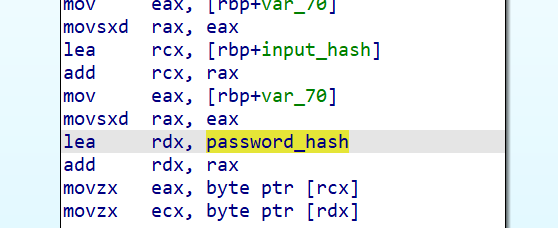 mov eax, [rbp+var_70]
movsxd rax, eax
lea rcx, [rbp+input_hash]
add rcx, rax
mov eax, [rbp+var_70]
movsxd rax, eax
lea rdx, password_hash
add rdx, rax
movzx eax, byte ptr [rcx]
movzx ecx, byte ptr [rdx]